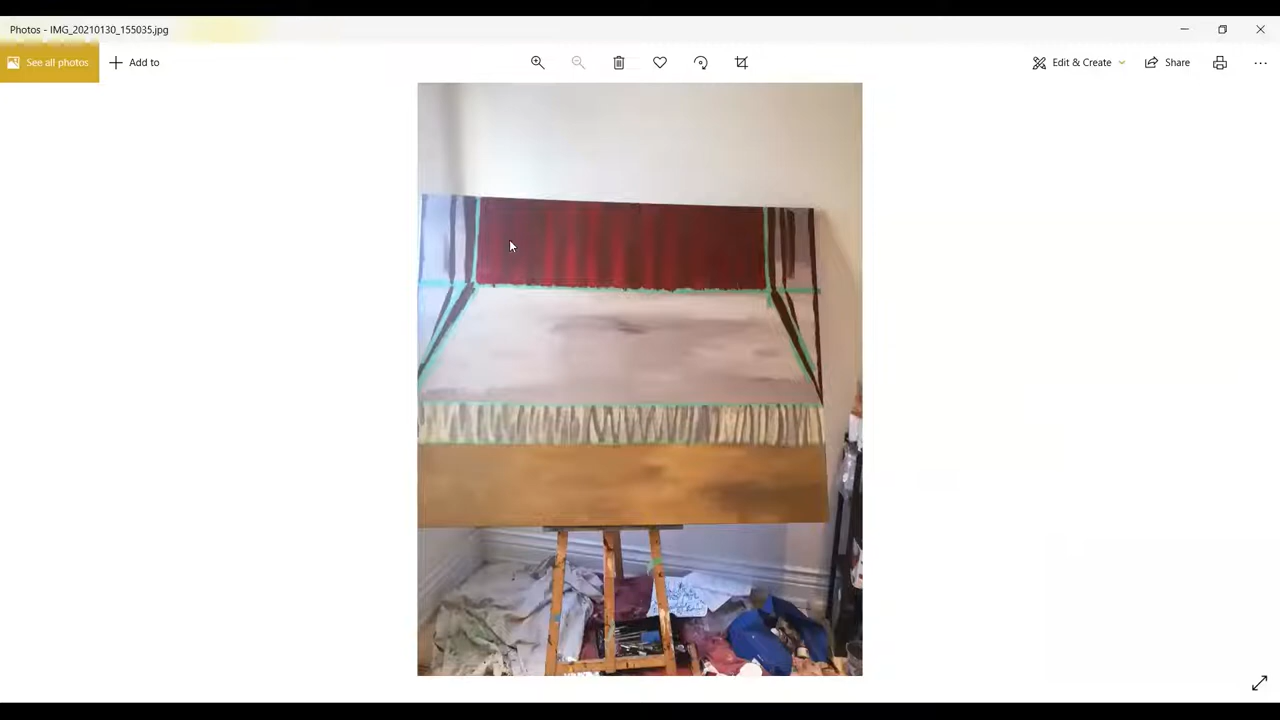 Photos - IMG_20210130_155035.jpg
See all photos
Add to
Edit & Create
Share